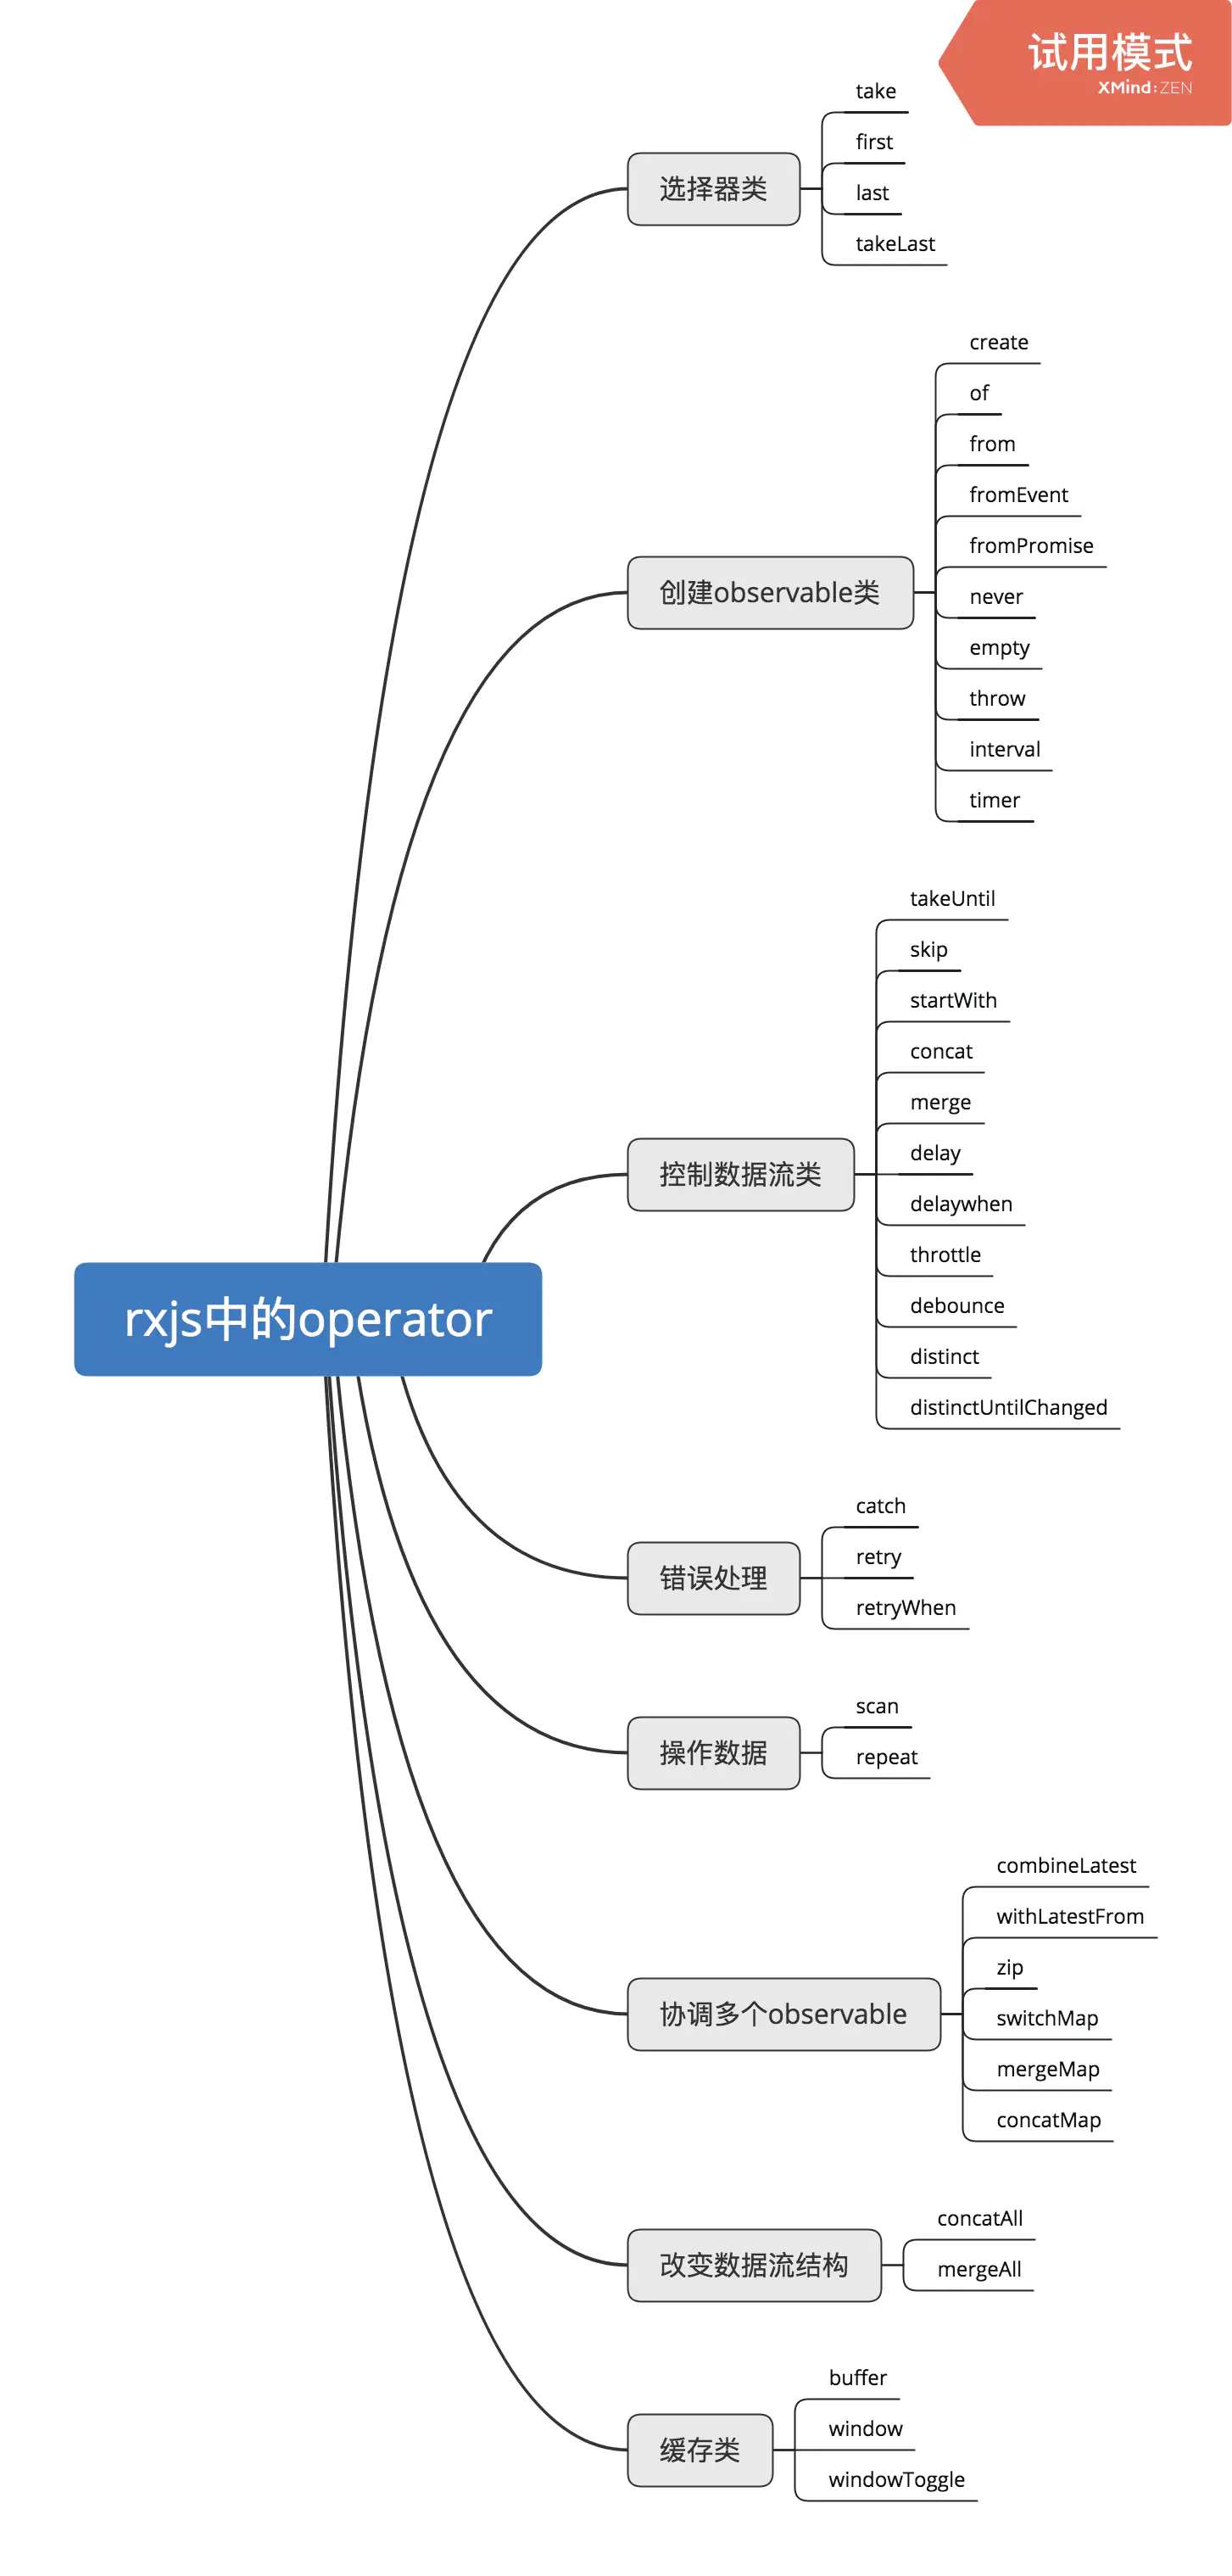 试用模式
XMind:ZEN
rxjs中的operator
选择器类
take
first
last
takeLast
创建observable类
create
of
from
fromEvent
fromPromise
never
empty
throw
interval
timer
控制数据流类
takeUntil
skip
startWith
concat
merge
delay
delaywhen
throttle
debounce
distinct
distinctUntilChanged
错误处理
catch
retry
retryWhen
操作数据
scan
repeat
协调多个observable
combineLatest
withLatestFrom
zip
switchMap
mergeMap
concatMap
改变数据流结构
concatAll
mergeAll
缓存类
buffer
window
windowToggle